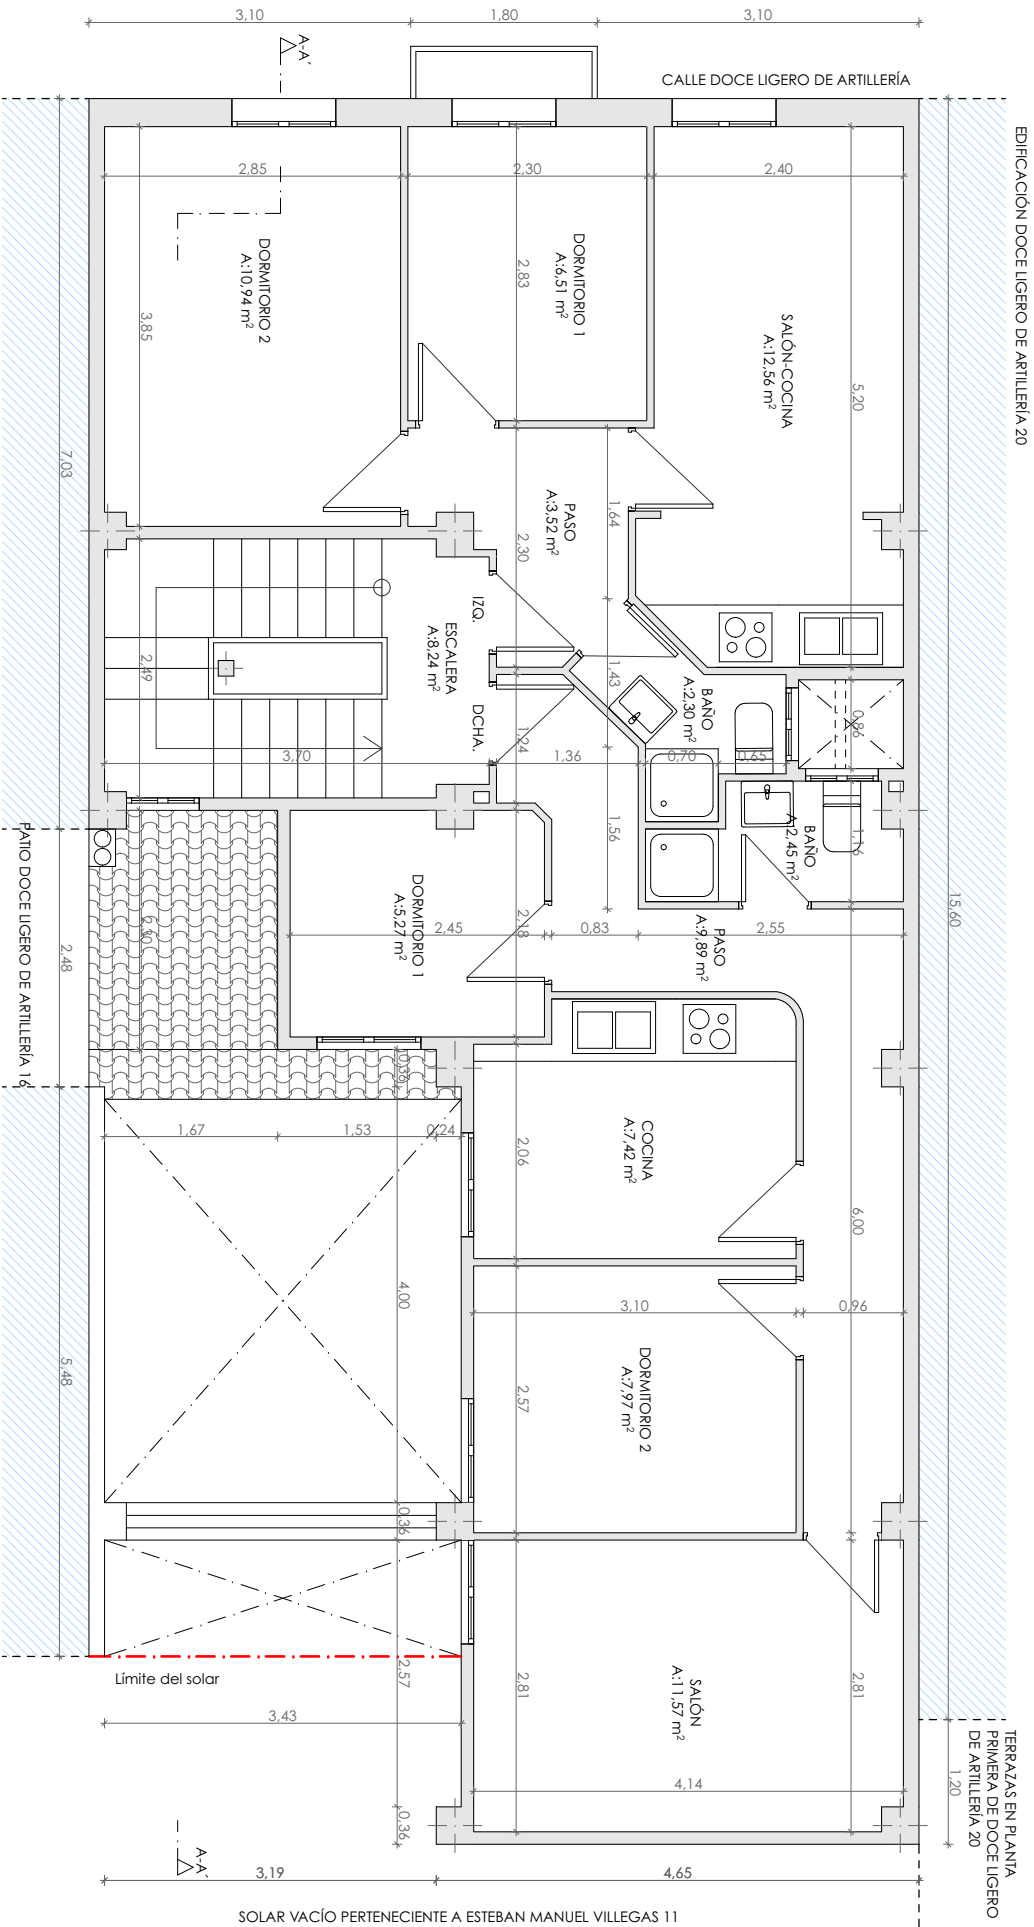 3,10
1,80
3,10
A-A´
CALLE DOCE LIGERO DE ARTILLERÍA
EDIFICACIÓN DOCE LIGERO DE ARTILLERÍA 20
2,85
2,30
2,40
DORMITORIO 2
A:10,94 m²
DORMITORIO 1
A:6,51 m²
2,83
SALÓN-COCINA
A:12,56 m²
3,85
5,20
7,03
PASO
A:3,52 m²
1,64
2,30
IZQ.
ESCALERA
A:8,24 m²
2,49
1,43
BAÑO
A:2,30 m²
0,86
DCHA.
1,24
3,70
1,36
0,70
0,65
1,56
BAÑO
A:2,45 m²
1,16
PATIO DOCE LIGERO DE ARTILLERÍA 16
2,48
2,30
DORMITORIO 1
A:5,27 m²
2,45
2,18
0,83
PASO
A:9,89 m²
2,55
15,60
0,36
1,67
1,53
0,24
2,06
COCINA
A:7,42 m²
6,00
4,00
3,10
0,96
5,48
2,57
DORMITORIO 2
A:7,97 m²
0,36
Límite del solar
2,57
2,81
SALÓN
A:11,57 m²
2,81
3,43
4,14
1,20
TERRAZAS EN PLANTA
PRIMERA DE DOCE LIGERO
DE ARTILLERÍA 20
0,36
A-A´
3,19
4,65
SOLAR VACÍO PERTENECIENTE A ESTEBAN MANUEL VILLEGAS 11